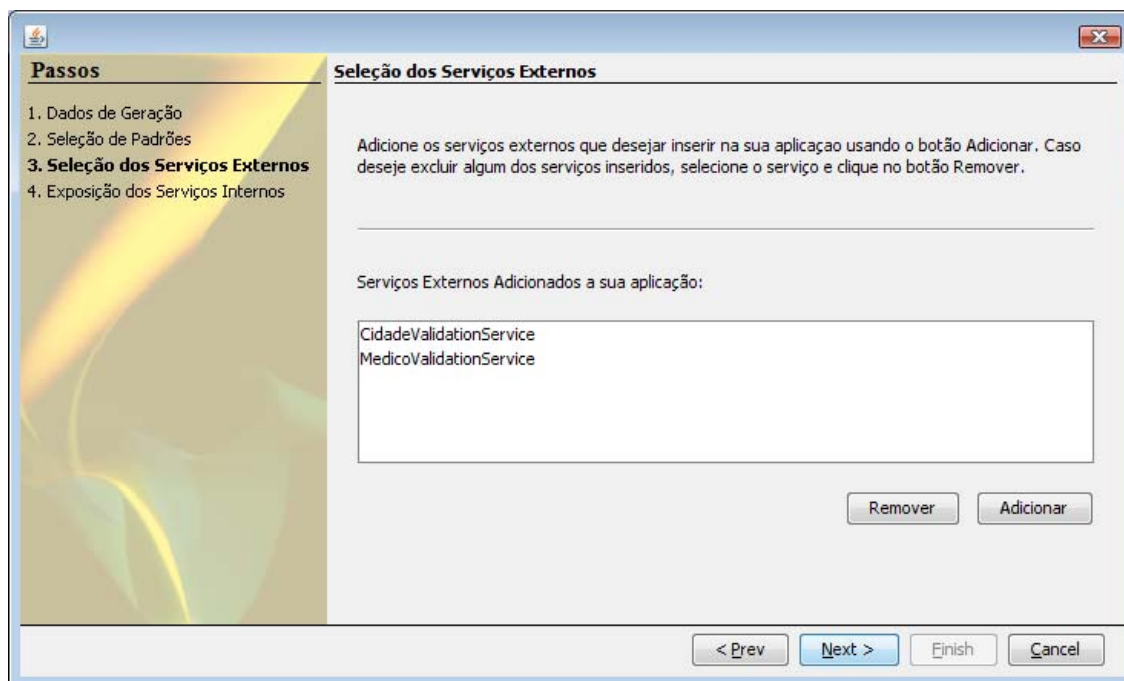 Passos
1. Dados de Geração
2. Seleção de Padrões
3. Seleção dos Serviços Externos
4. Exposição dos Serviços Internos
Seleção dos Serviços Externos
Adicione os serviços externos que desejar inserir na sua aplicaçao usando o botão Adicionar. Caso
deseje excluir algum dos serviços inseridos, selecione o serviço e clique no botão Remover.
Serviços Externos Adicionados a sua aplicação:
CidadeValidationService
MedicoValidationService
Remover
Adicionar
< Prev
Next >
Finish
Cancel